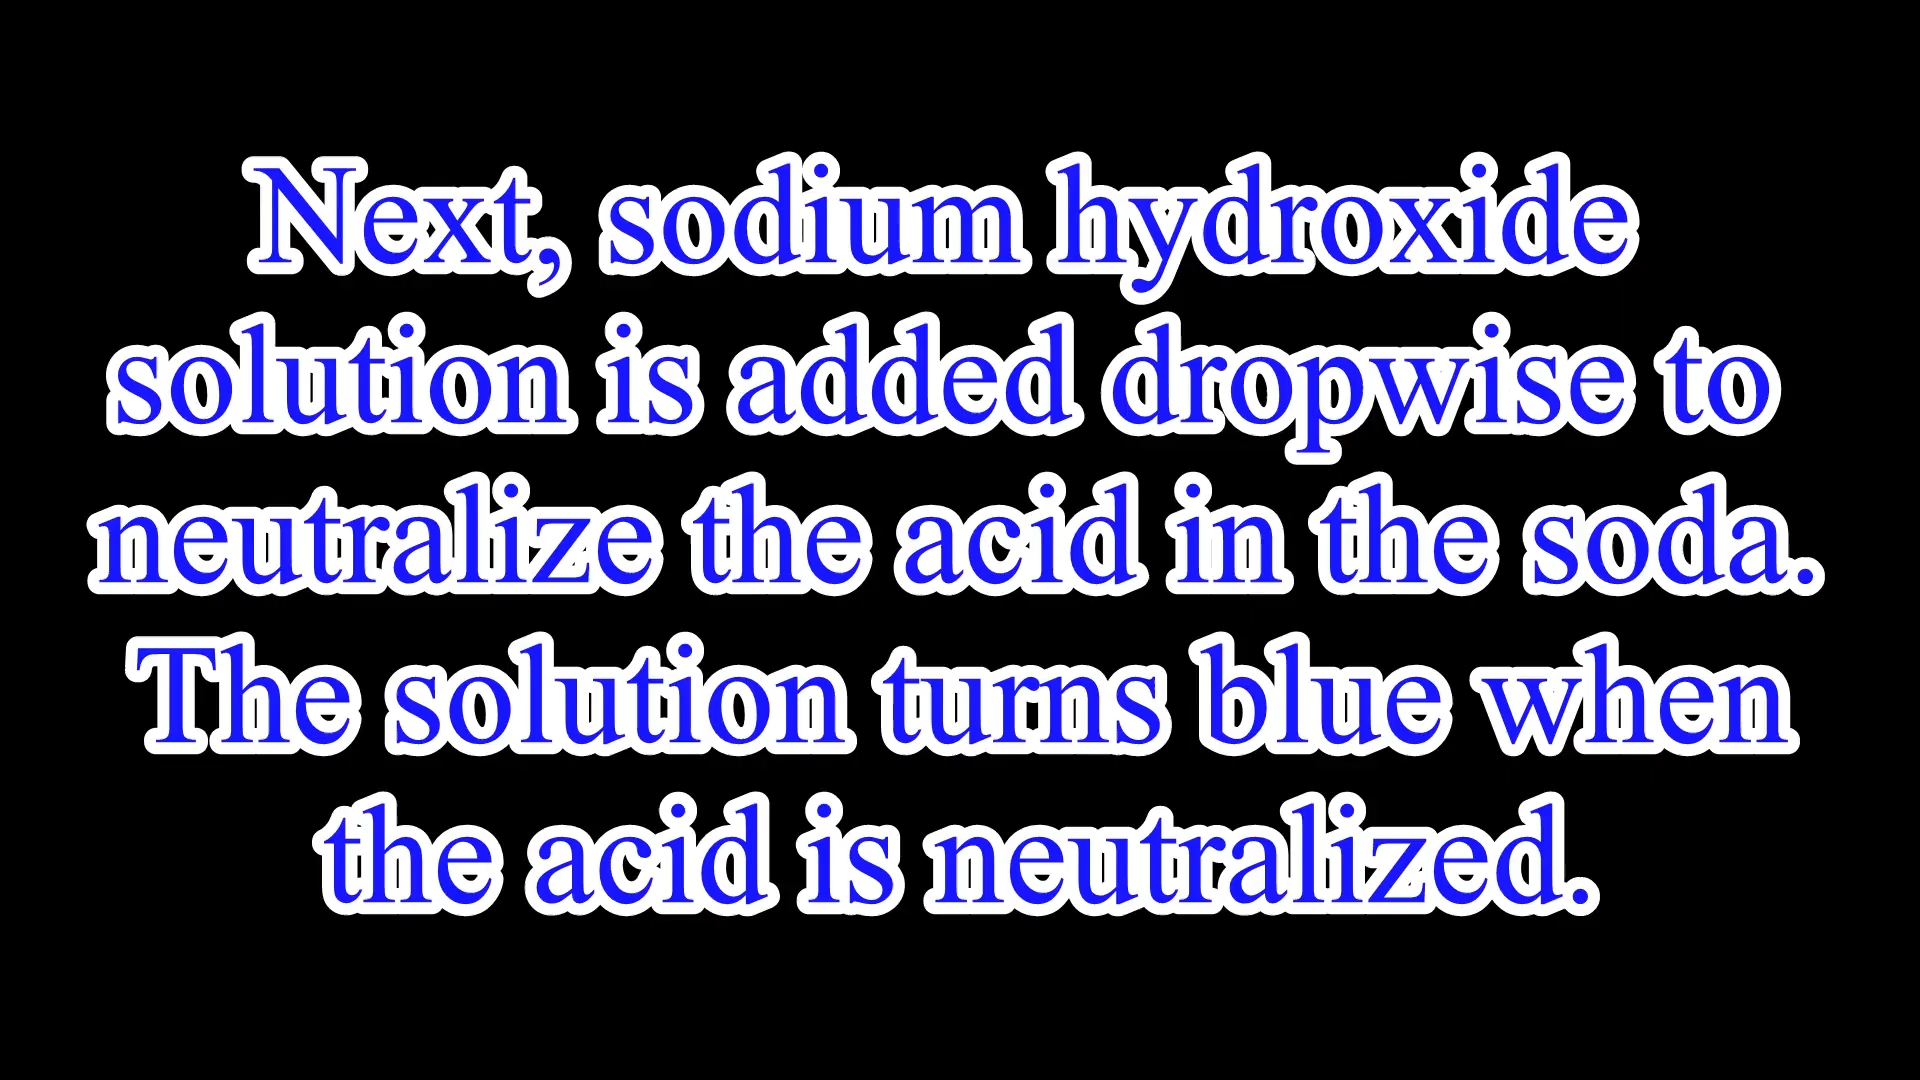 Next, sodium hydroxide
solution is added dropwise to
neutralize the acid in the soda.
The solution turns blue when
the acid is neutralized.